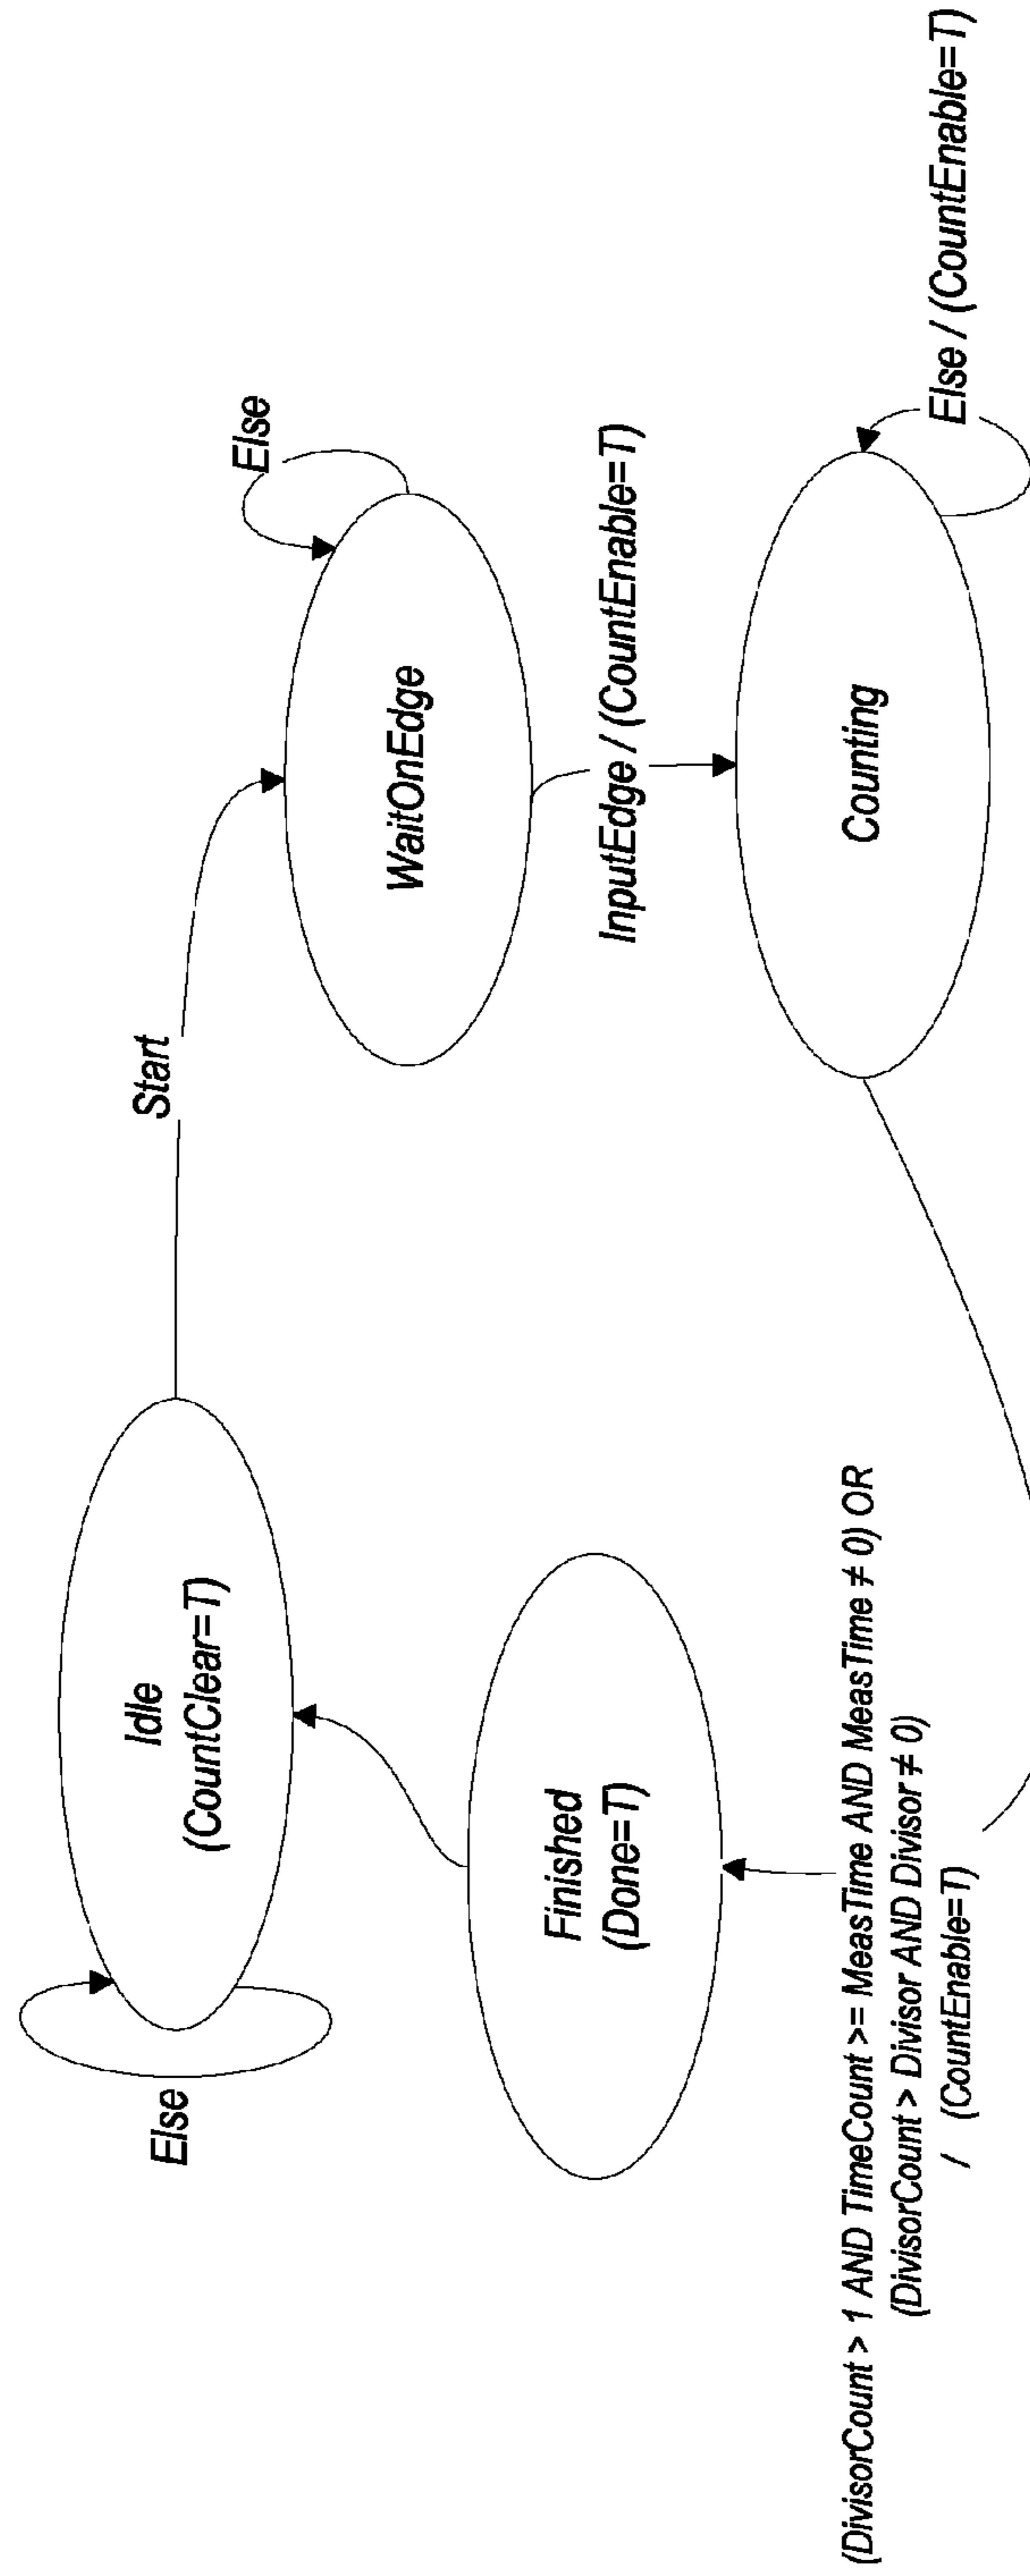 Else
Idle
(CountClear=T)
Start
Else
WaitOnEdge
Finished
(Done=T)
InputEdge / (CountEnable=T)
(DivisorCount > 1 AND TimeCount >= MeasTime AND MeasTime ≠ 0) OR
(DivisorCount > Divisor AND Divisor ≠ 0)
/ (CountEnable=T)
Counting
Else / (CountEnable=T)